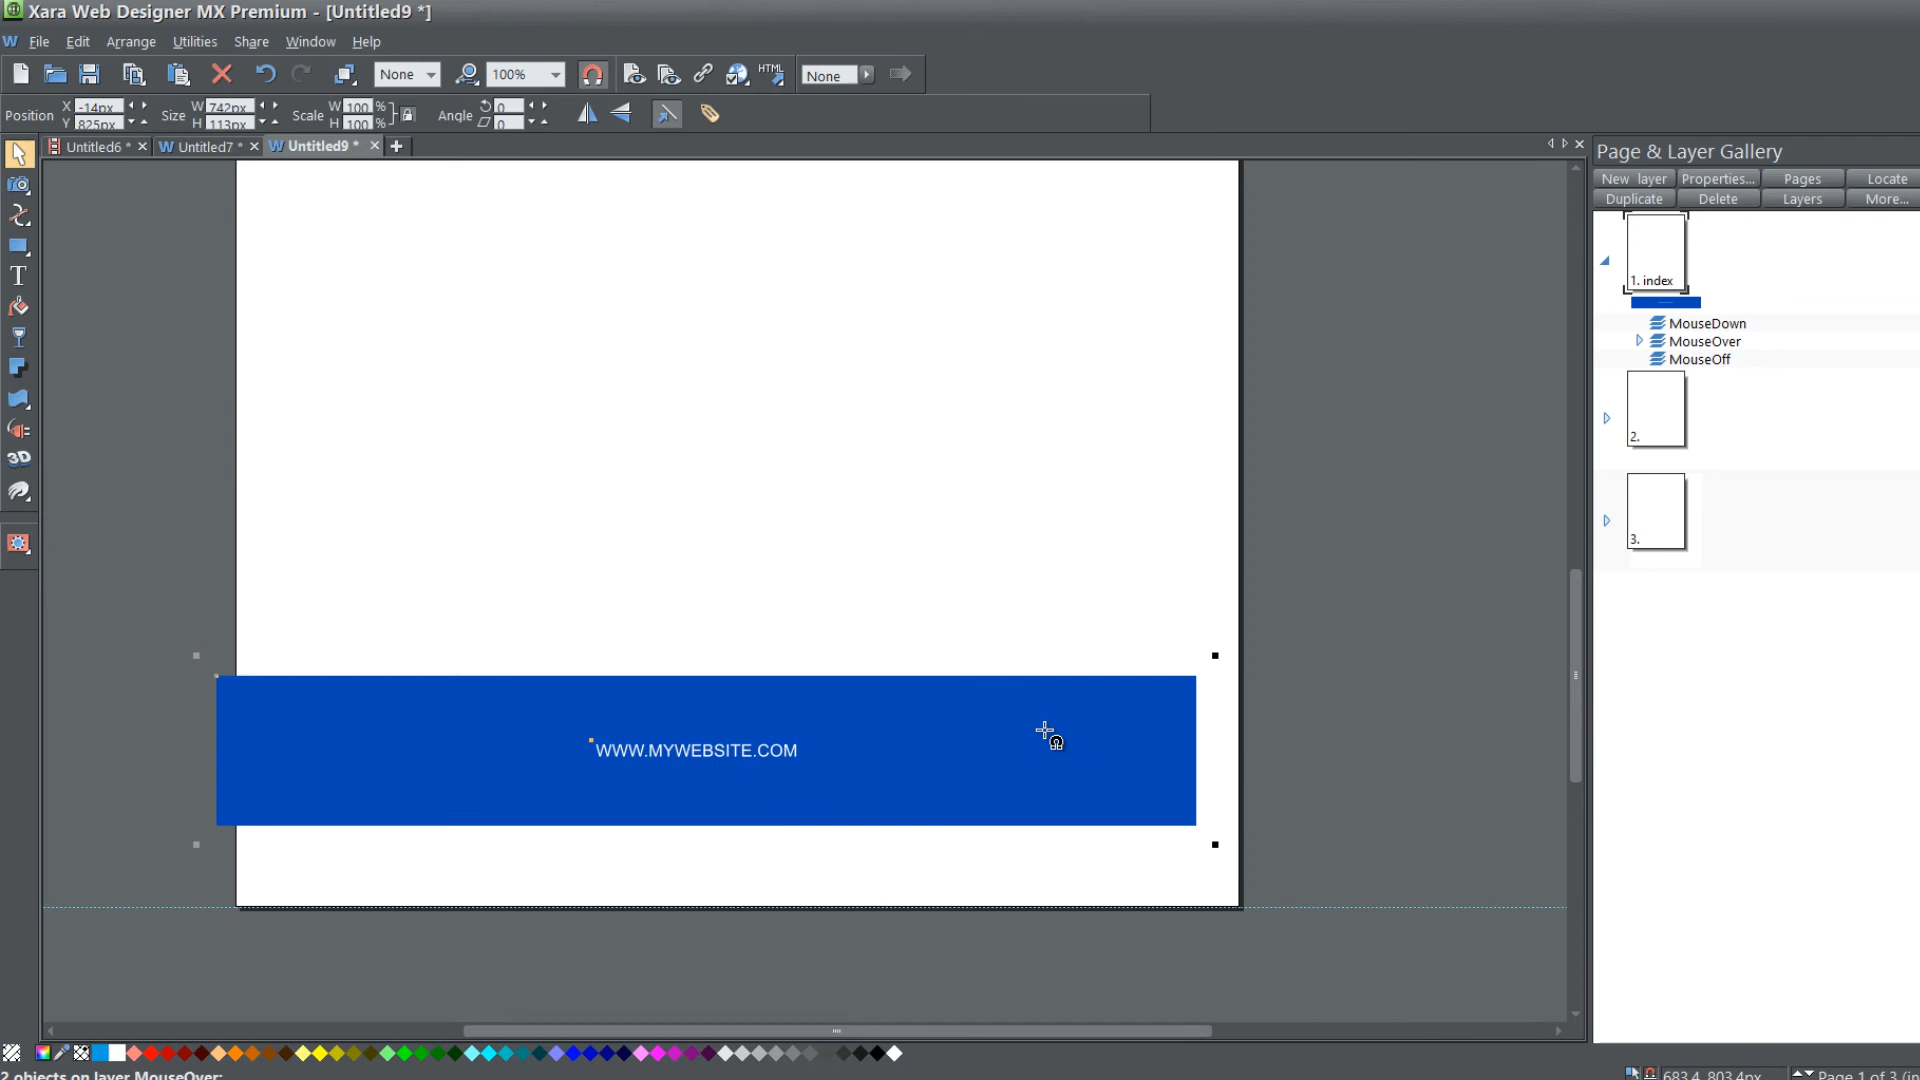 Xara Web Designer MX Premium - [Untitled9 *]
File Edit Arrange Utilities Share Window Help
None 100% HTML None
Position X -14px Size W 742px Scale W 100 % Angle 0
Y 825px H 113px H 100 % 0
Untitled6 * Untitled7 * Untitled9 *
Page & Layer Gallery
New layer Properties... Pages Locate
Duplicate Delete Layers More...
1. index
MouseDown
MouseOver
MouseOff
2.
3.
T
3D
WWW.MYWEBSITE.COM
2 objects on layer MouseOver:
683.4, 803.4px
Page 1 of 3 (in